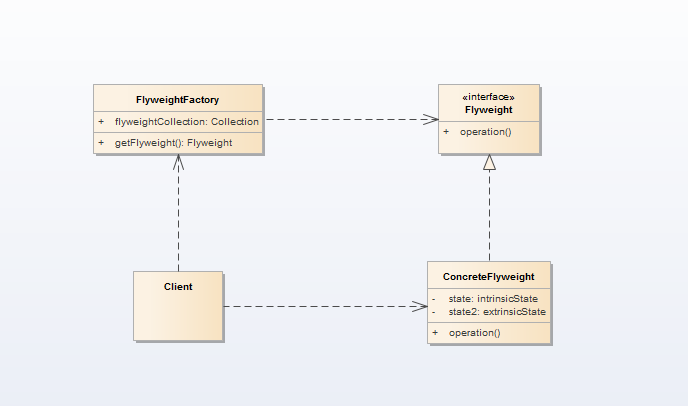 FlyweightFactory
+ flyweightCollection: Collection
+ getFlyweight(): Flyweight
«interface»
Flyweight
+ operation()
Client
ConcreteFlyweight
- state: intrinsicState
- state2: extrinsicState
+ operation()